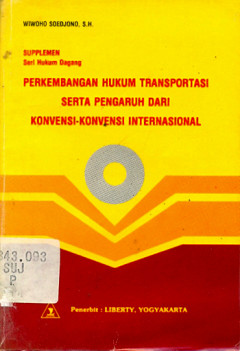 WIWOHO SOEDJONO, S.H.
SUPPLEMEN
Seri Hukum Dagang
PERKEMBANGAN HUKUM TRANSPORTASI
SERTA PENGARUH DARI
KONVENSI-KONVENSI INTERNASIONAL
343.093
SUJ
P
Penerbit : LIBERTY, YOGYAKARTA